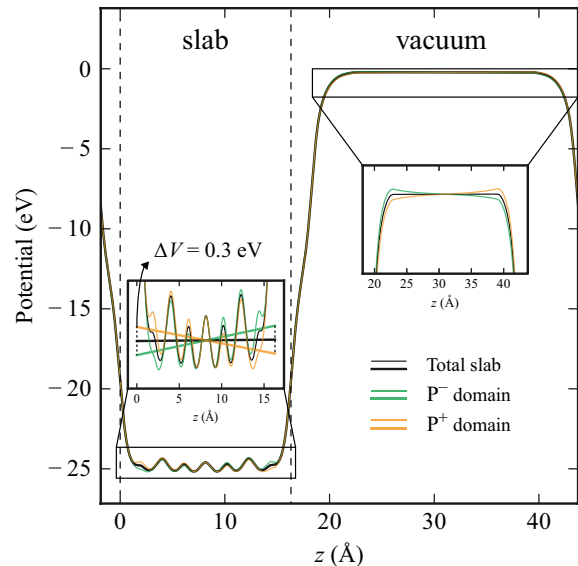 slab
vacuum
0
−5
−10
−15
−20
−25
Potential (eV)
ΔV = 0.3 eV
0
5
10
15
z (Å)
20
25
30
35
40
z (Å)
Total slab
P⁻ domain
P⁺ domain
0
10
20
30
40
z (Å)